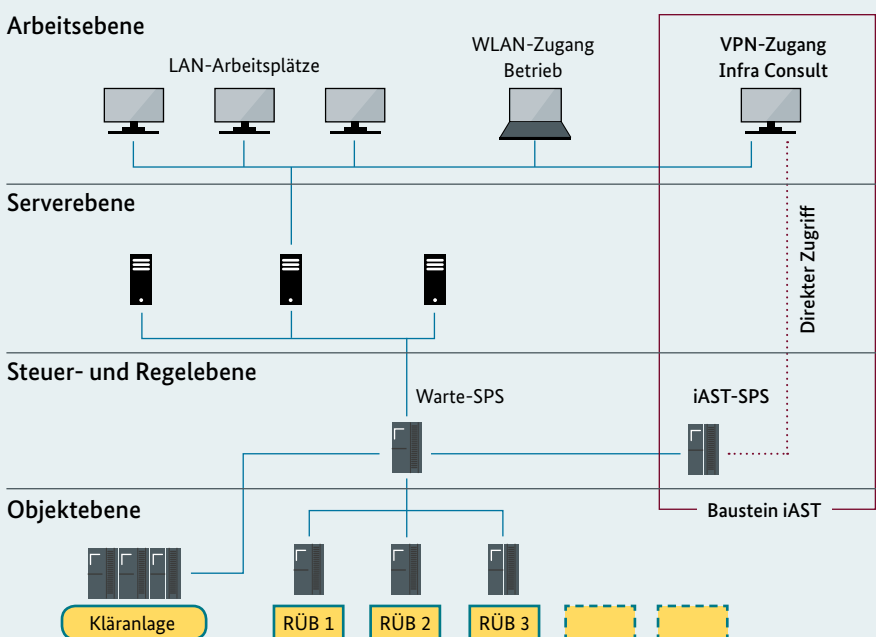 Arbeitsebene
LAN-Arbeitsplätze
WLAN-Zugang
Betrieb
VPN-Zugang
Infra Consult
Serverebene
Direkter Zugriff
Steuer- und Regelebene
Warte-SPS
iAST-SPS
Objektebene
Baustein iAST
Kläranlage
RÜB 1
RÜB 2
RÜB 3